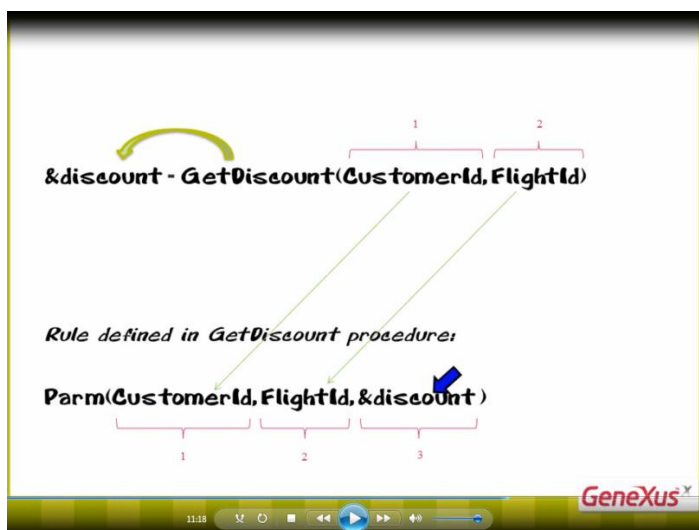 1 2
&discount - GetDiscount(CustomerId, FlightId)
Rule defined in GetDiscount procedure:
Parm(CustomerId, FlightId, &discount )
1 2 3
GeneXus X
11:18